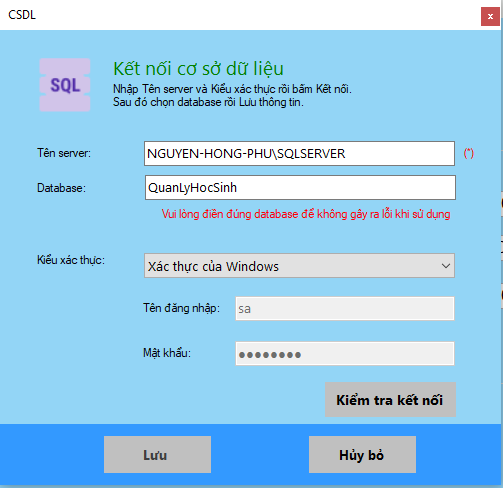 CSDL
x
SQL
Kết nối cơ sở dữ liệu
Nhập Tên server và Kiểu xác thực rồi bấm Kết nối.
Sau đó chọn database rồi Lưu thông tin.
Tên server: NGUYEN-HONG-PHU\SQLSERVER (*)
Database: QuanLyHocSinh
Vui lòng điền đúng database để không gây ra lỗi khi sử dụng
Kiểu xác thực: Xác thực của Windows
Tên đăng nhập: sa
Mật khẩu: ●●●●●●●●
Kiểm tra kết nối
Lưu Hủy bỏ